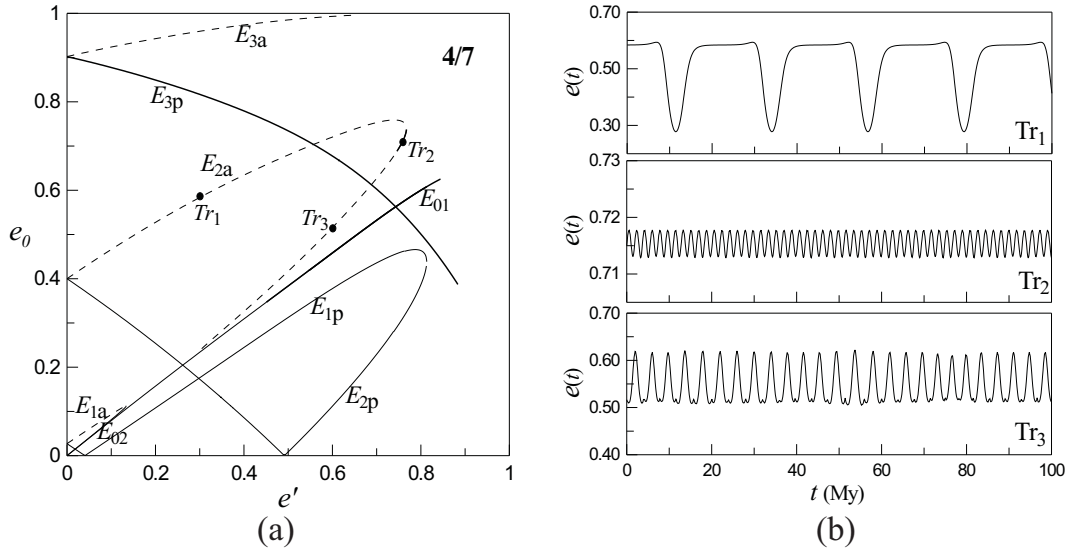 1
0.8
0.6
0.4
0.2
0
e₀
0
0.2
0.4
0.6
0.8
1
e′
4/7
E₃ₐ
E₃ₚ
E₂ₐ
Tr₁
Tr₂
Tr₃
E₀₁
E₁ₚ
E₂ₚ
E₁ₐ
E₀₂
(a)
0.70
0.50
0.30
e(t)
Tr₁
0.73
0.72
0.71
e(t)
Tr₂
0.70
0.60
0.50
0.40
e(t)
Tr₃
0
20
40
60
80
100
t (My)
(b)